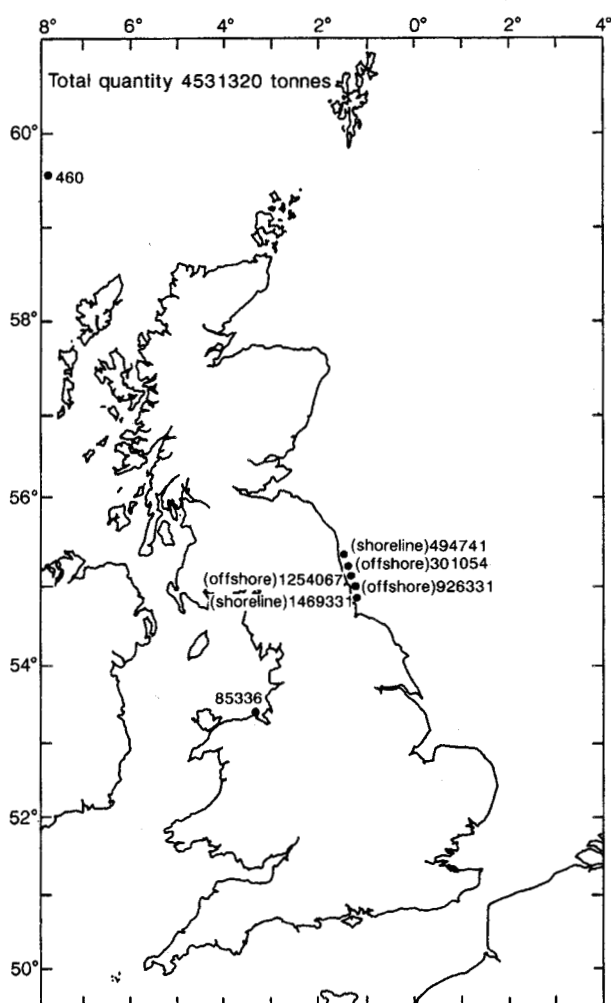 8° 6° 4° 2° 0° 2° 4°
Total quantity 4531320 tonnes
60°
460
58°
56°
(shoreline)494741
(offshore)301054
(offshore)1254067
(offshore)926331
(shoreline)1469331
54°
85336
52°
50°